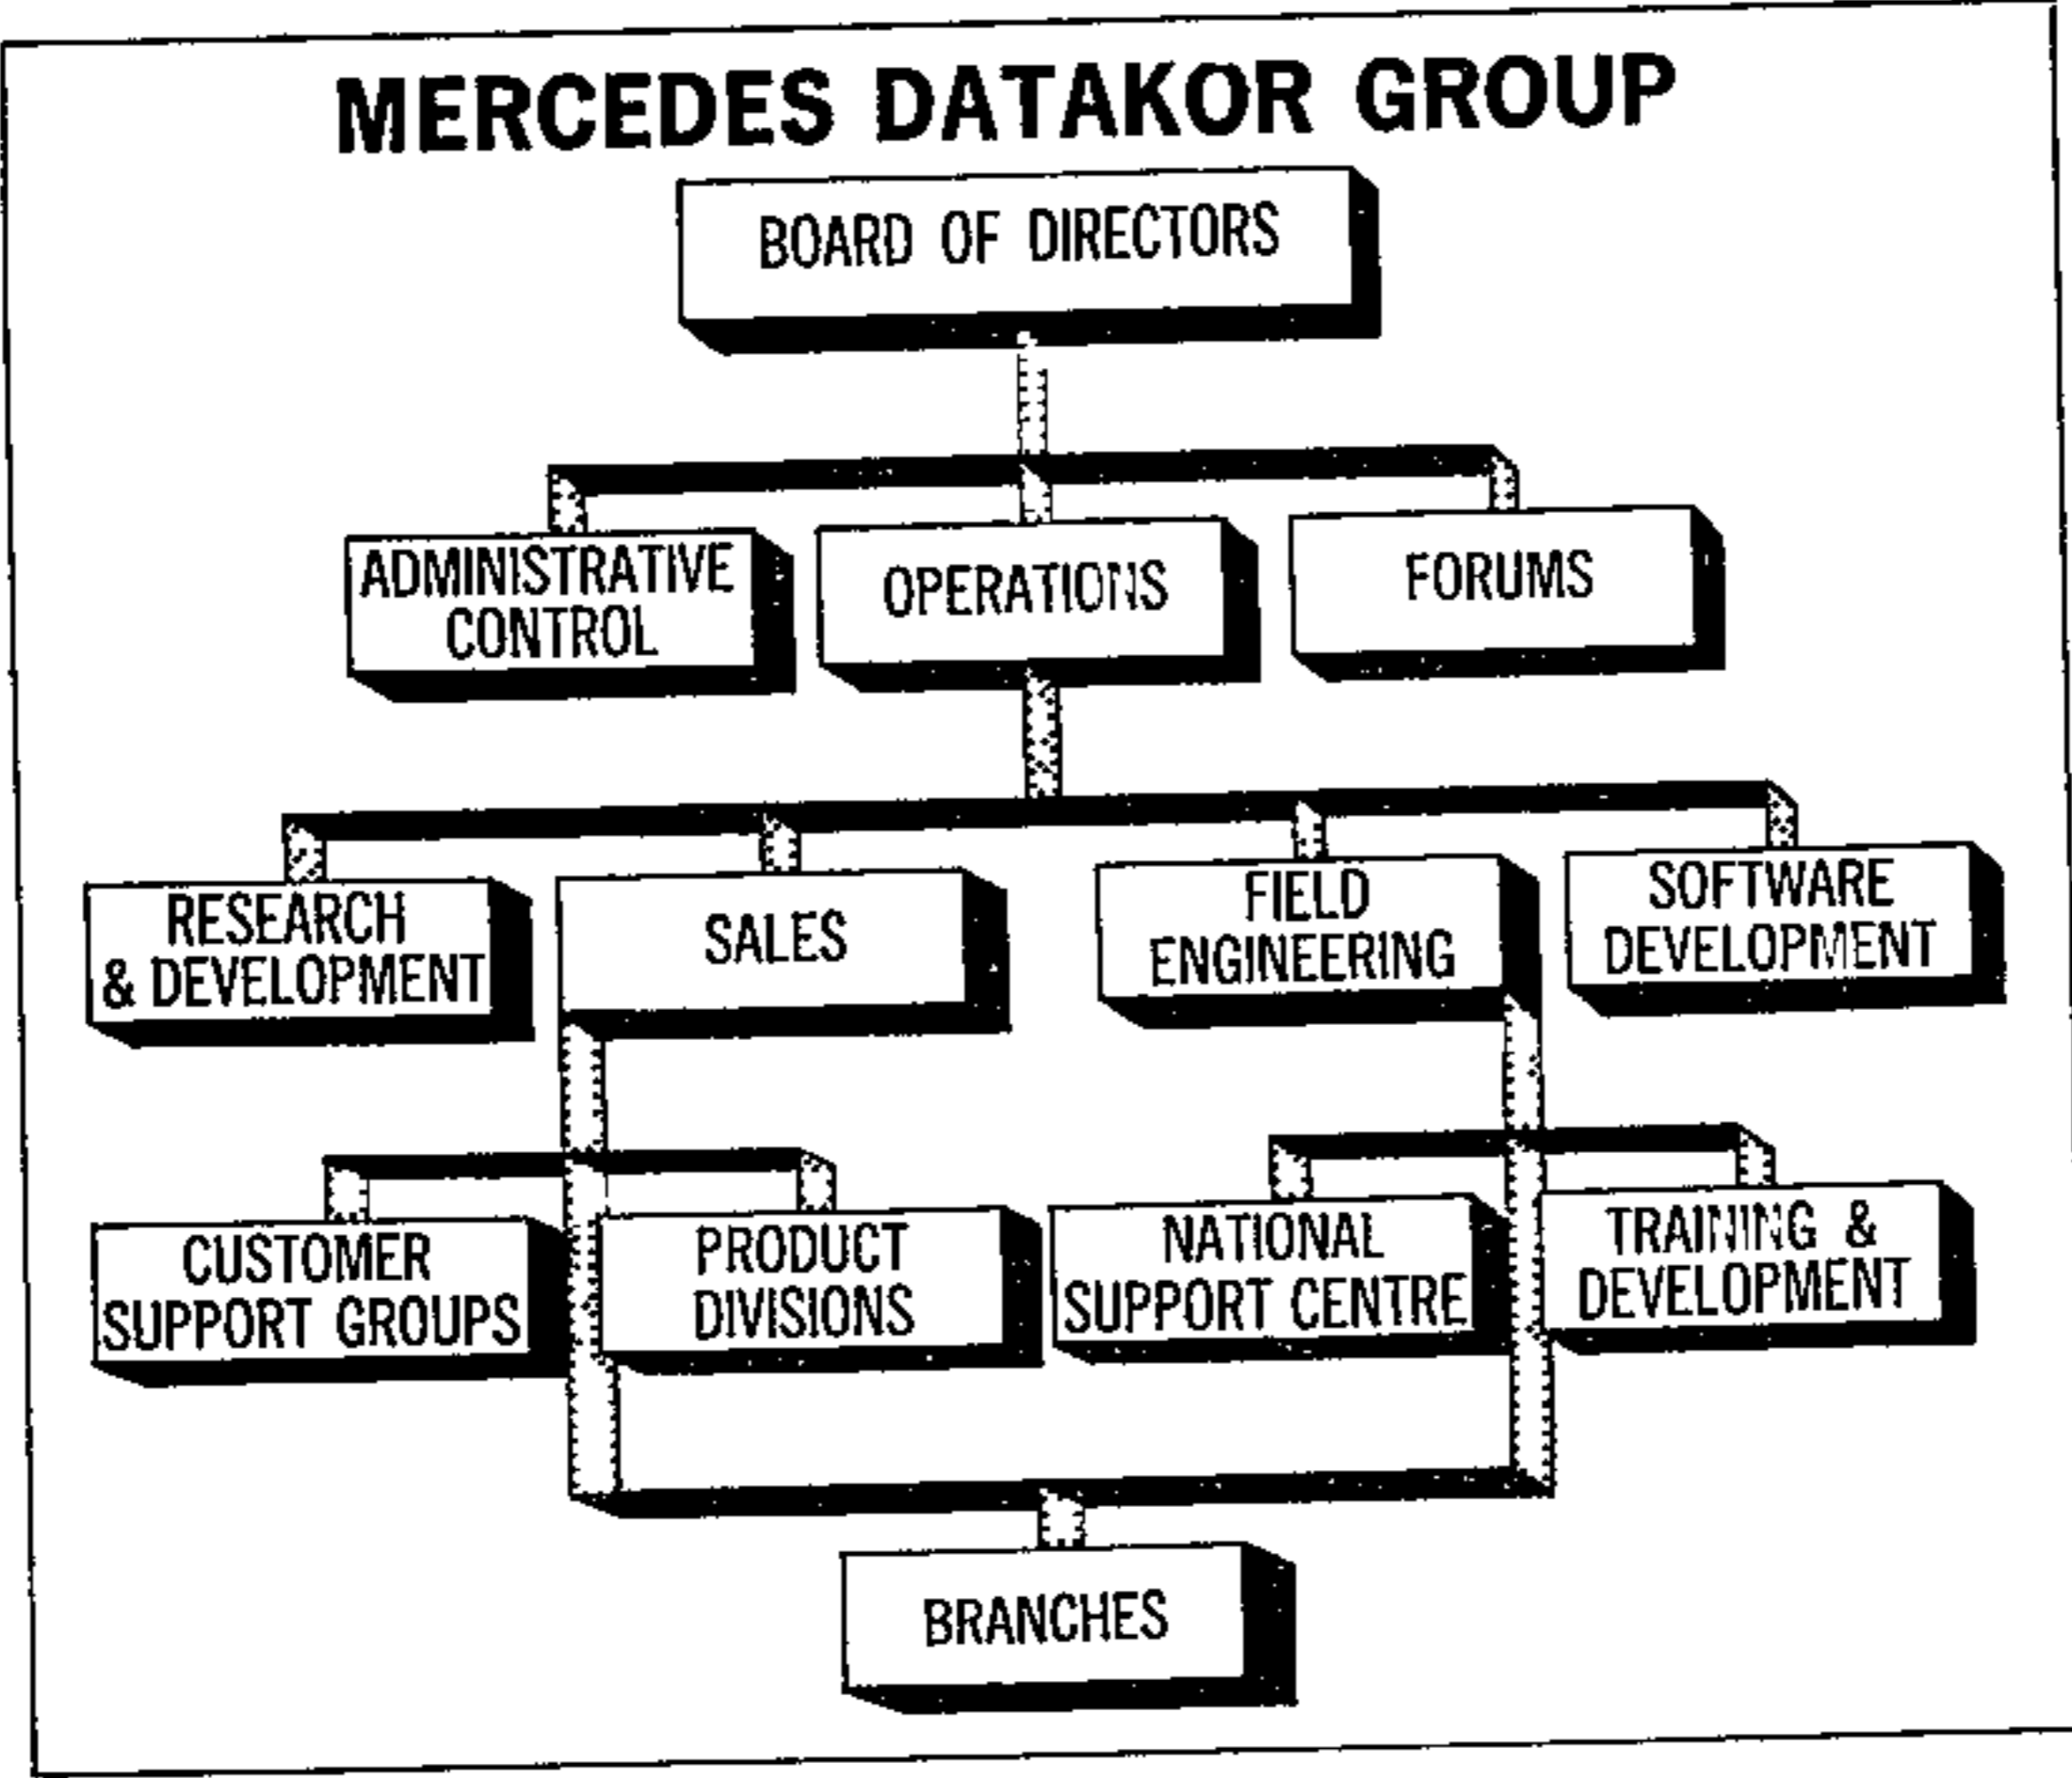 MERCEDES DATAKOR GROUP
BOARD OF DIRECTORS
ADMINISTRATIVE
CONTROL
OPERATIONS
FORUMS
RESEARCH
& DEVELOPMENT
SALES
FIELD
ENGINEERING
SOFTWARE
DEVELOPMENT
CUSTOMER
SUPPORT GROUPS
PRODUCT
DIVISIONS
NATIONAL
SUPPORT CENTRE
TRAINING &
DEVELOPMENT
BRANCHES